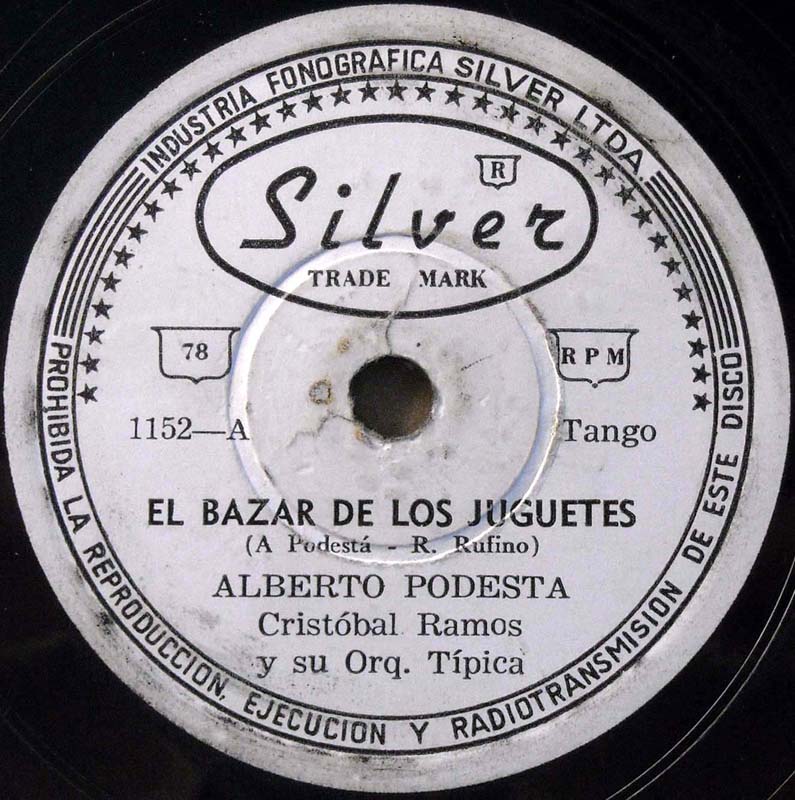 INDUSTRIA FONOGRAFICA SILVER LTDA.
R
Silver
TRADE MARK
78
RPM
1152—A
Tango
EL BAZAR DE LOS JUGUETES
(A Podestá - R. Rufino)
ALBERTO PODESTA
Cristóbal Ramos
y su Orq. Típica
PROHIBIDA LA REPRODUCCION, EJECUCION Y RADIOTRANSMISION DE ESTE DISCO